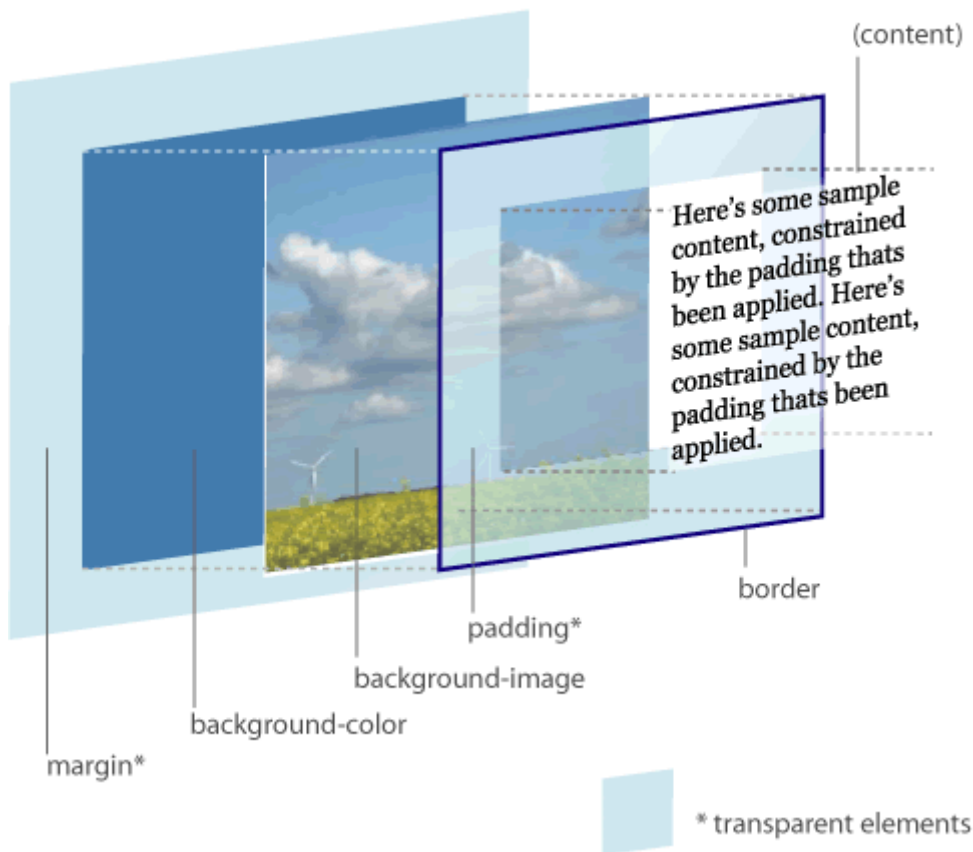 (content)
Here’s some sample
content, constrained
by the padding thats
been applied. Here’s
some sample content,
constrained by the
padding thats been
applied.
border
padding*
background-image
background-color
margin*
* transparent elements